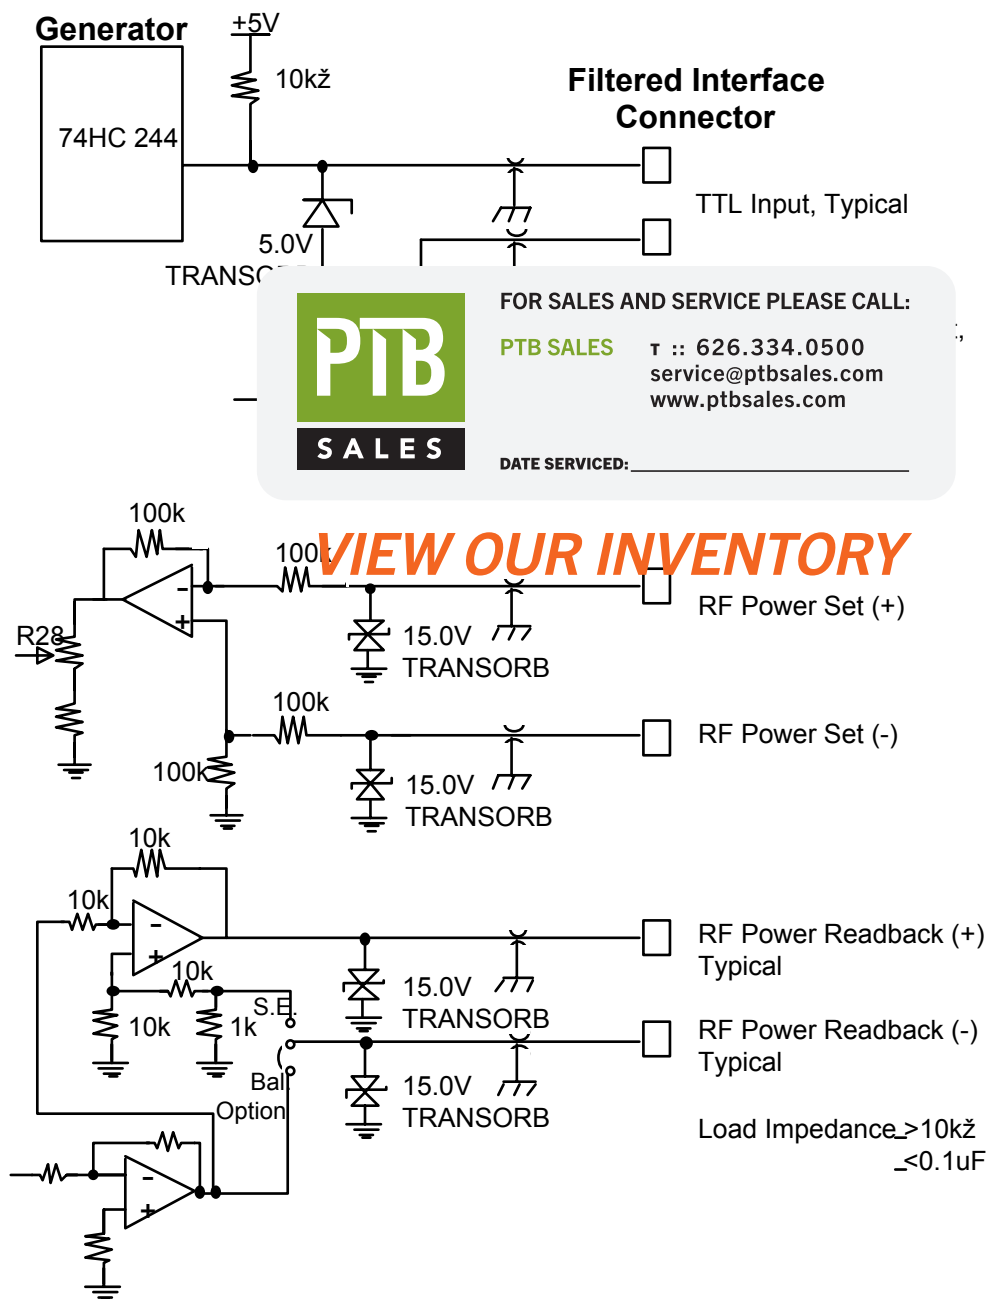 Generator
+5V
10kž
Filtered Interface
Connector
74HC 244
TTL Input, Typical
5.0V
FOR SALES AND SERVICE PLEASE CALL:
PTB SALES
T :: 626.334.0500
service@ptbsales.com
www.ptbsales.com
PTB
SALES
DATE SERVICED:
VIEW OUR INVENTORY
100k
100k
RF Power Set (+)
R28
15.0V
TRANSORB
100k
RF Power Set (-)
100k
15.0V
TRANSORB
10k
10k
RF Power Readback (+)
Typical
10k
15.0V
TRANSORB
S.E.
10k
1k
RF Power Readback (-)
Typical
Bal.
Option
15.0V
TRANSORB
Load Impedance >10kž
<0.1uF